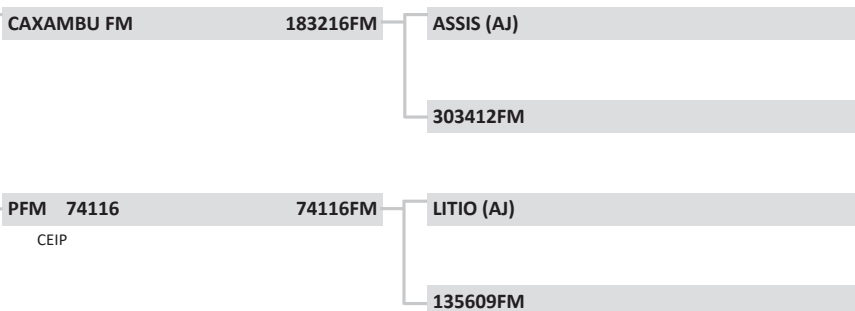 CAXAMBU FM 183216FM ASSIS (AJ)
303412FM
PFM 74116 74116FM LITIO (AJ)
CEIP
135609FM